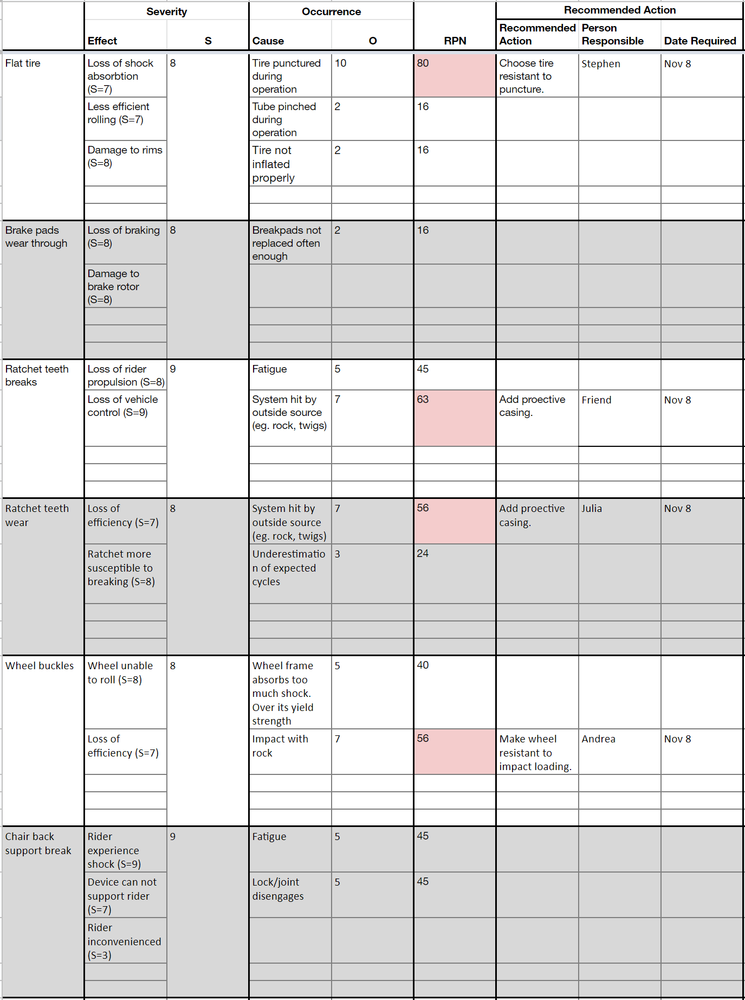 Severity
Occurrence
Recommended Action
Effect
S
Cause
O
RPN
Recommended
Action
Person
Responsible
Date Required
Flat tire
Loss of shock
absorbtion
(S=7)
8
Tire punctured
during
operation
10
80
Choose tire
resistant to
puncture.
Stephen
Nov 8
Less efficient
rolling (S=7)
Tube pinched
during
operation
2
16
Damage to rims
(S=8)
Tire not
inflated
properly
2
16
Brake pads
wear through
Loss of braking
(S=8)
8
Breakpads not
replaced often
enough
2
16
Damage to
brake rotor
(S=8)
Ratchet teeth
breaks
Loss of rider
propulsion (S=8)
9
Fatigue
5
45
Loss of vehicle
control (S=9)
System hit by
outside source
(eg. rock, twigs)
7
63
Add proective
casing.
Friend
Nov 8
Ratchet teeth
wear
Loss of
efficiency (S=7)
8
System hit by
outside source
(eg. rock, twigs)
7
56
Add proective
casing.
Julia
Nov 8
Ratchet more
susceptible to
breaking (S=8)
Underestimatio
n of expected
cycles
3
24
Wheel buckles
Wheel unable
to roll (S=8)
8
Wheel frame
absorbs too
much shock.
Over its yield
strength
5
40
Loss of
efficiency (S=7)
Impact with
rock
7
56
Make wheel
resistant to
impact loading.
Andrea
Nov 8
Chair back
support break
Rider
experience
shock (S=9)
9
Fatigue
5
45
Device can not
support rider
(S=7)
Lock/joint
disengages
5
45
Rider
inconvenienced
(S=3)